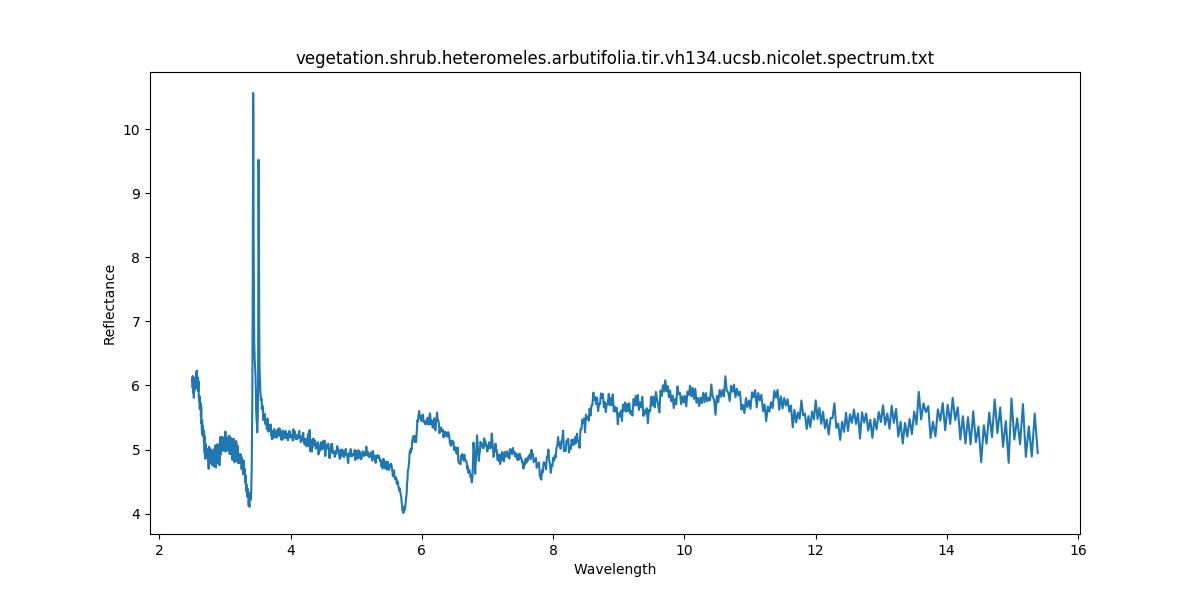 vegetation.shrub.heteromeles.arbutifolia.tir.vh134.ucsb.nicolet.spectrum.txt
10
9
8
7
6
5
4
Reflectance
2 4 6 8 10 12 14 16
Wavelength